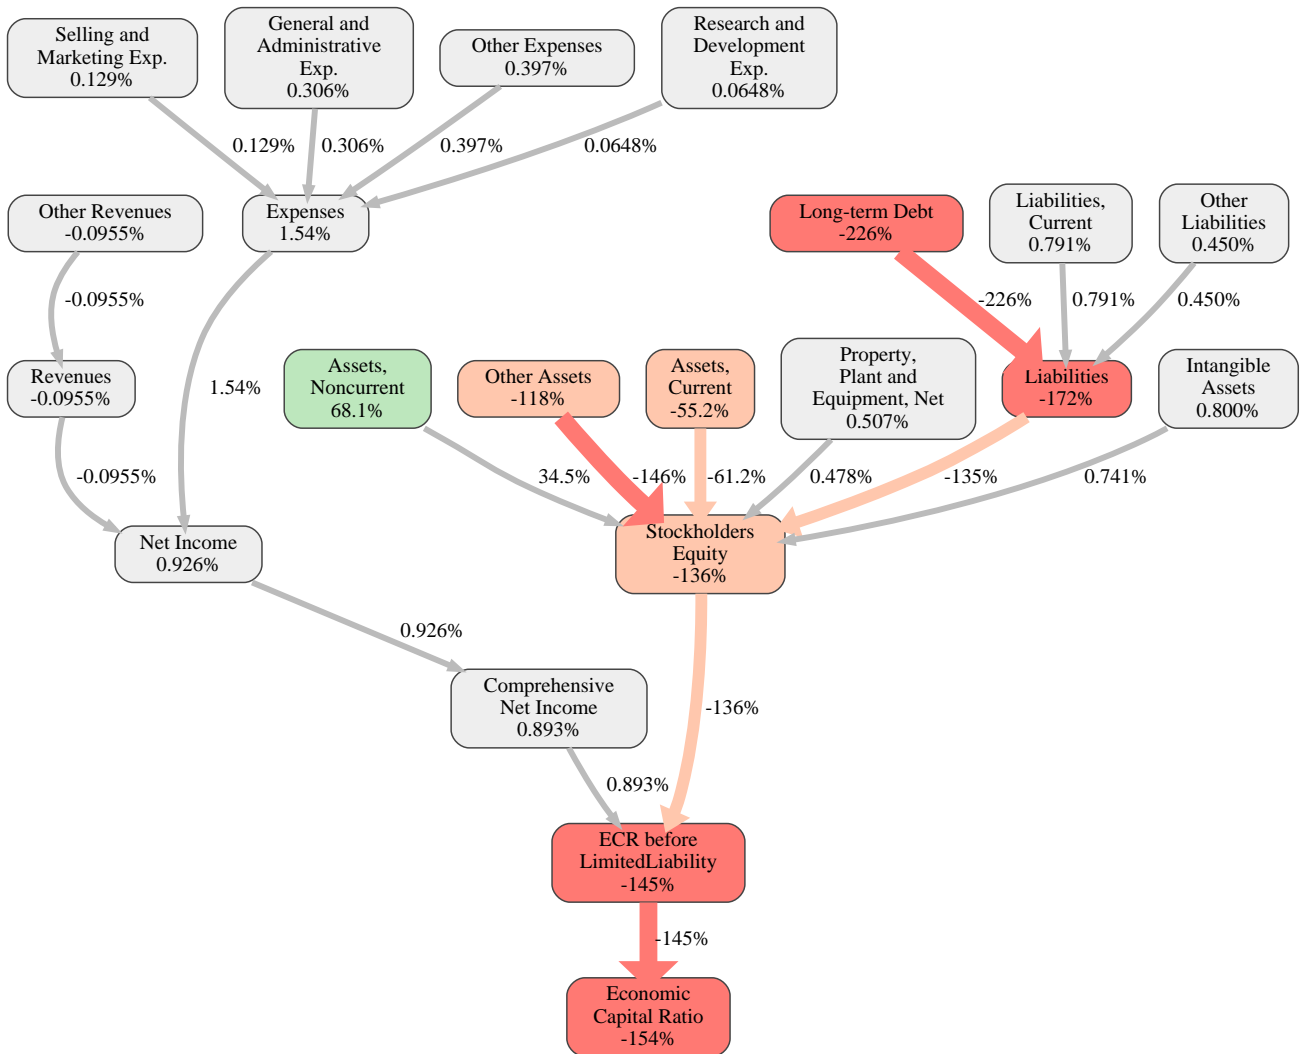 Selling and
Marketing Exp.
0.129%
General and
Administrative
Exp.
0.306%
Other Expenses
0.397%
Research and
Development
Exp.
0.0648%
0.129%
0.306%
0.397%
0.0648%
Other Revenues
-0.0955%
Expenses
1.54%
Long-term Debt
-226%
Liabilities,
Current
0.791%
Other
Liabilities
0.450%
-0.0955%
-226%
0.791%
0.450%
Revenues
-0.0955%
1.54%
Assets,
Noncurrent
68.1%
Other Assets
-118%
Assets,
Current
-55.2%
Property,
Plant and
Equipment, Net
0.507%
Liabilities
-172%
Intangible
Assets
0.800%
-0.0955%
34.5%
-146%
-61.2%
0.478%
-135%
0.741%
Net Income
0.926%
Stockholders
Equity
-136%
0.926%
Comprehensive
Net Income
0.893%
-136%
0.893%
ECR before
LimitedLiability
-145%
-145%
Economic
Capital Ratio
-154%